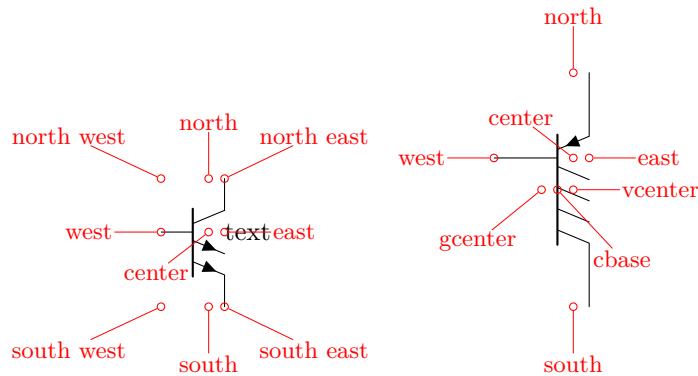 north
north
center
north west
north east
west
east
vcenter
west
text
east
gcenter
cbase
center
south west
south
south east
south